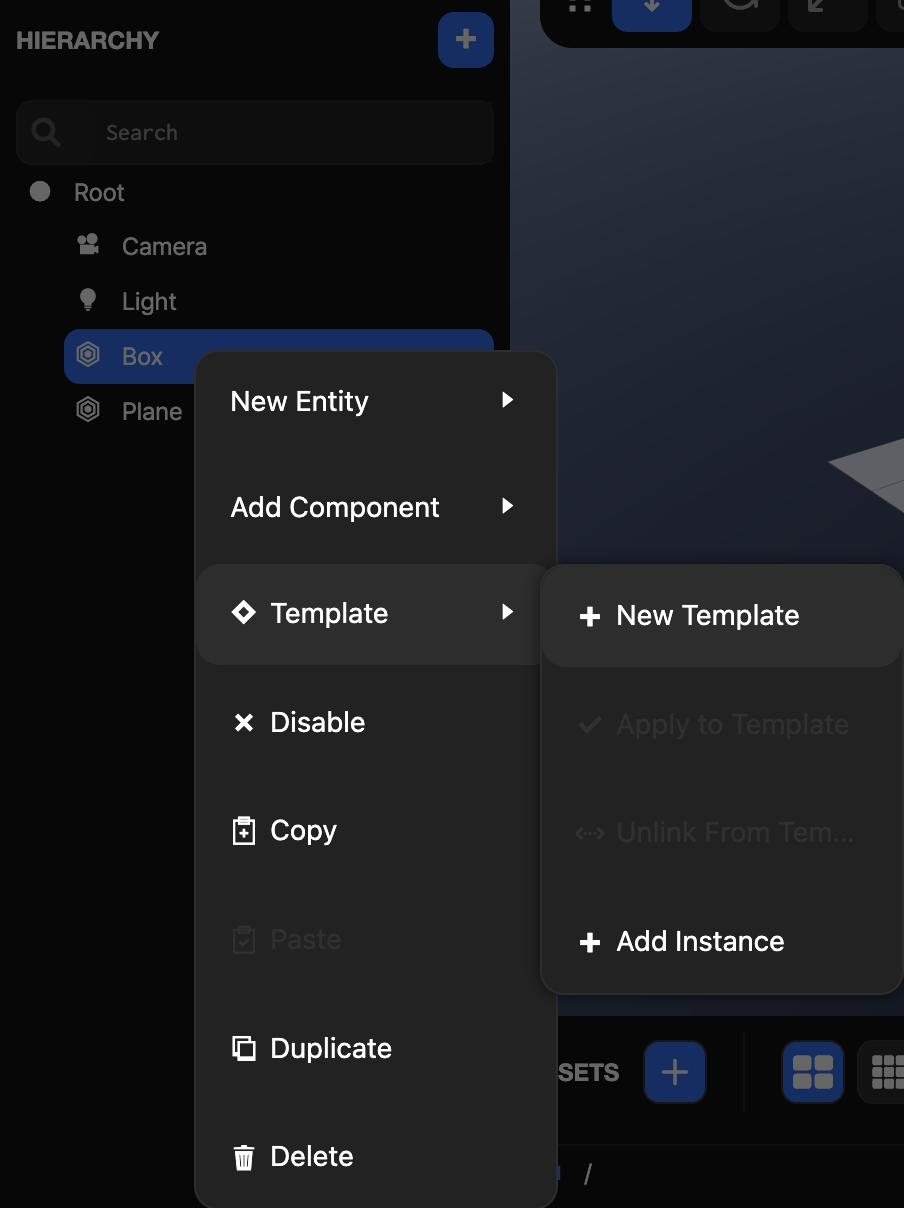 HIERARCHY
Search
Root
Camera
Light
Box
Plane
New Entity
Add Component
Template
Disable
Copy
Paste
Duplicate
Delete
New Template
Apply to Template
Unlink From Tem...
Add Instance
SETS
/